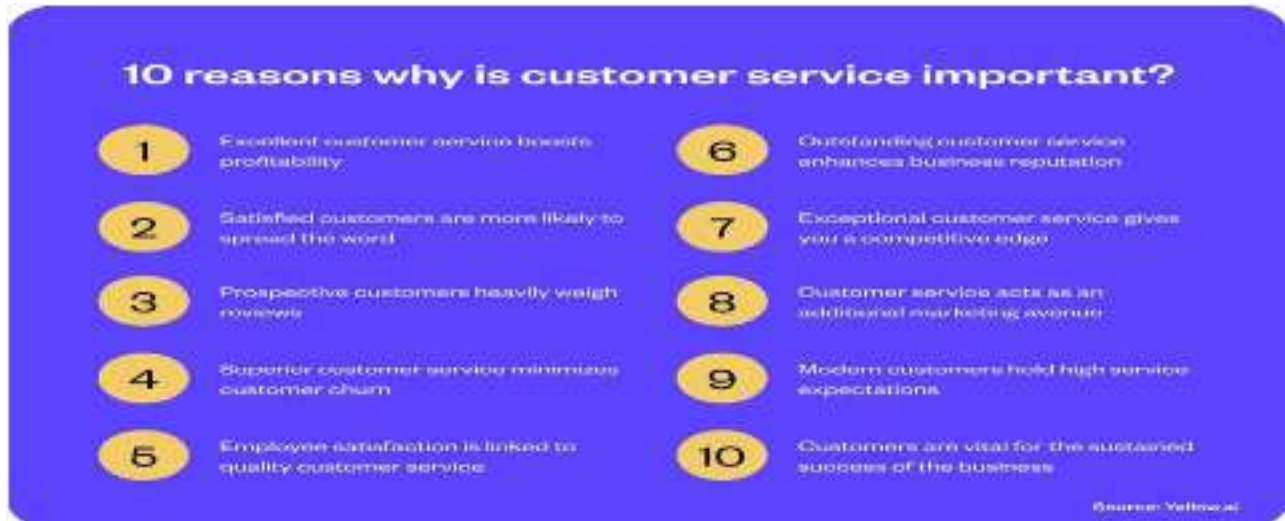 10 reasons why is customer service important?
1
Excellent customer service boosts
profitability
2
Satisfied customers are more likely to
spread the word
3
Prospective customers heavily weigh
reviews
4
Superior customer service minimizes
customer churn
5
Employee satisfaction is linked to
quality customer service
6
Outstanding customer service
enhances business reputation
7
Exceptional customer service gives
you a competitive edge
8
Customer service acts as an
additional marketing avenue
9
Modern customers hold high service
expectations
10
Customers are vital for the sustained
success of the business
Source: Yellow.ai